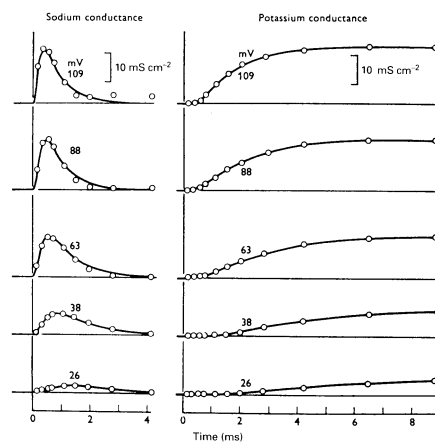 Sodium conductance
Potassium conductance
mV
109
10 mS cm⁻²
109
10 mS cm⁻²
88
88
63
63
38
38
26
26
0 2 4
0 2 4 6 8
Time (ms)